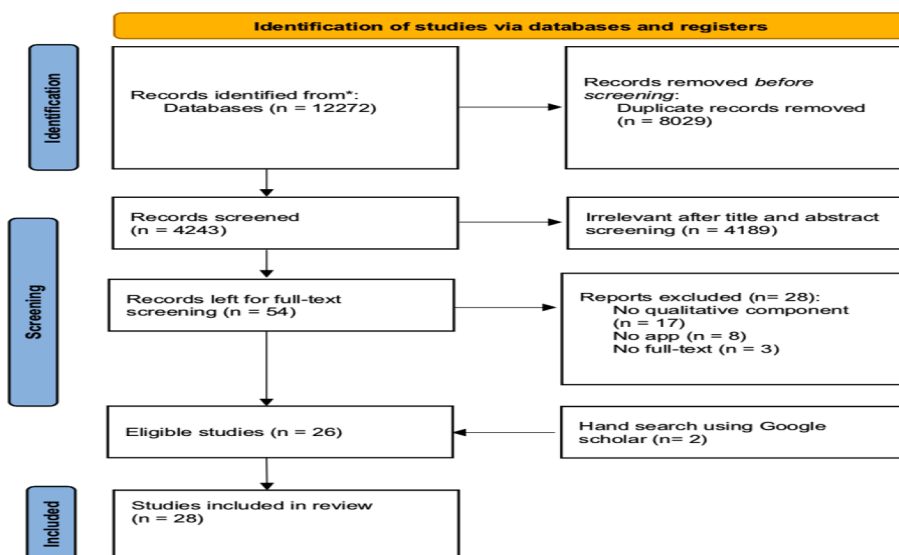 Identification of studies via databases and registers
Identification
Records identified from*:
Databases (n = 12272)
Records removed before
screening:
Duplicate records removed
(n = 8029)
Screening
Records screened
(n = 4243)
Irrelevant after title and abstract
screening (n = 4189)
Records left for full-text
screening (n = 54)
Reports excluded (n= 28):
No qualitative component
(n = 17)
No app (n = 8)
No full-text (n = 3)
Eligible studies (n = 26)
Hand search using Google
scholar (n= 2)
Included
Studies included in review
(n = 28)